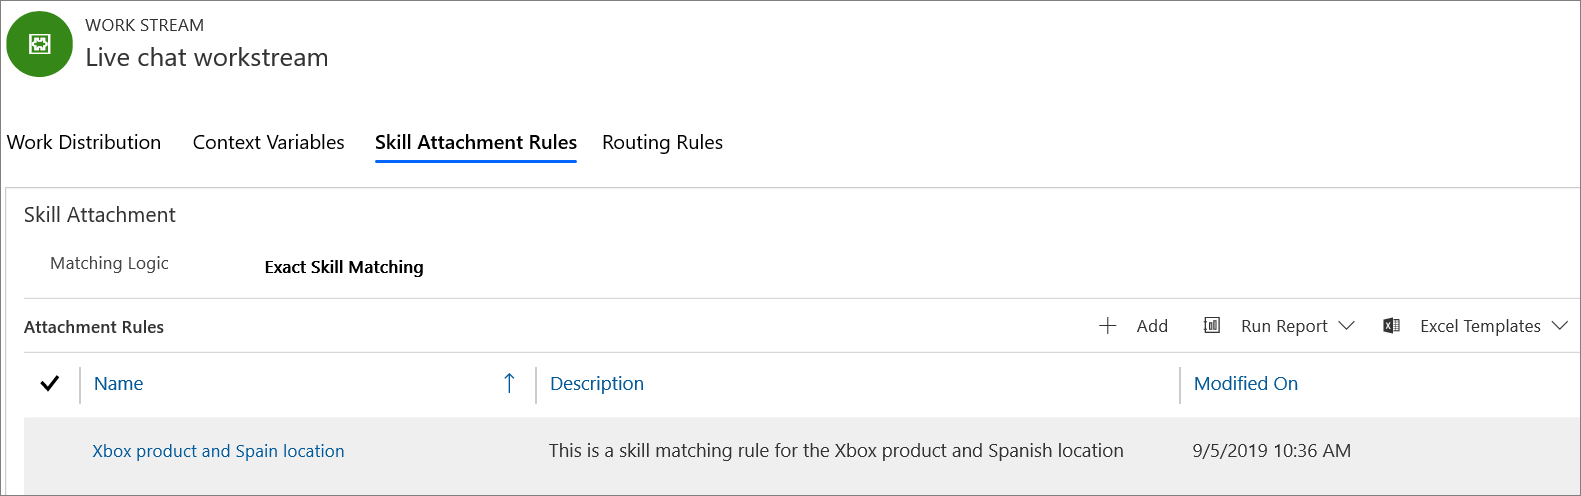 WORK STREAM
Live chat workstream
Work Distribution Context Variables Skill Attachment Rules Routing Rules
Skill Attachment
Matching Logic Exact Skill Matching
Attachment Rules Add Run Report Excel Templates
Name Description Modified On
Xbox product and Spain location This is a skill matching rule for the Xbox product and Spanish location 9/5/2019 10:36 AM